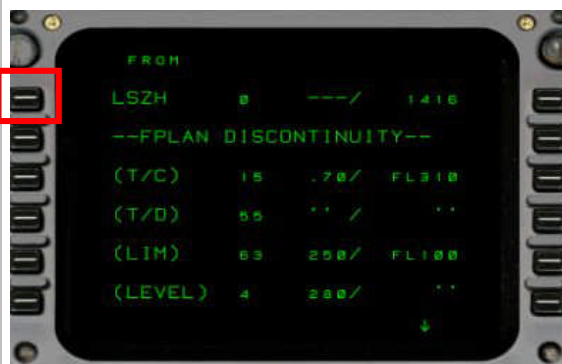 FROM
LSZH 0 ---/ 1416
--FPLAN DISCONTINUITY--
(T/C) 15 .70/ FL310
(T/D) 55 " / "
(LIM) 63 250/ FL100
(LEVEL) 4 280/ "
↓